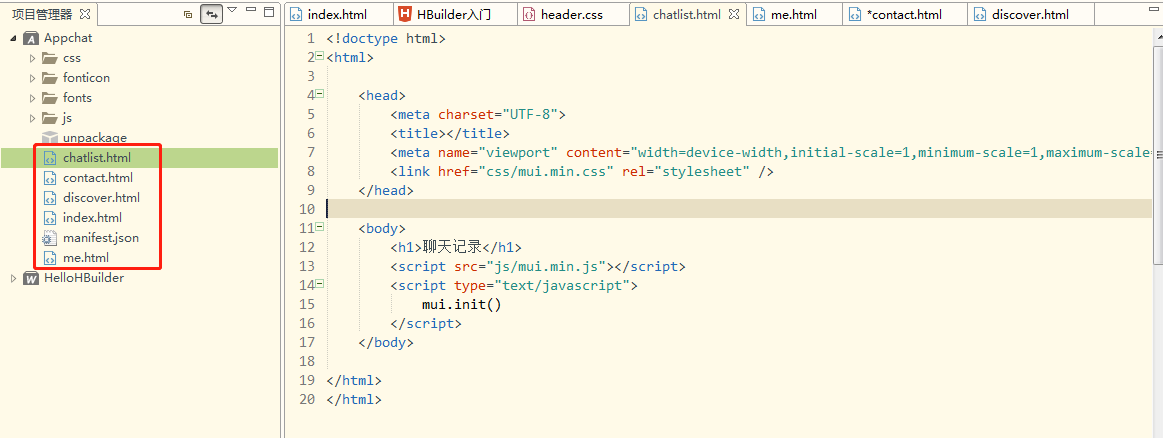 项目管理器
Appchat
css
fonticon
fonts
js
unpackage
chatlist.html
contact.html
discover.html
index.html
manifest.json
me.html
HelloHBuilder
index.html HBuilder入门 header.css chatlist.html me.html *contact.html discover.html
1 <!doctype html>
2 <html>
3
4 <head>
5 <meta charset="UTF-8">
6 <title></title>
7 <meta name="viewport" content="width=device-width,initial-scale=1,minimum-scale=1,maximum-scale=
8 <link href="css/mui.min.css" rel="stylesheet" />
9 </head>
10
11 <body>
12 <h1>聊天记录</h1>
13 <script src="js/mui.min.js"></script>
14 <script type="text/javascript">
15 mui.init()
16 </script>
17 </body>
18
19 </html>
20 </html>